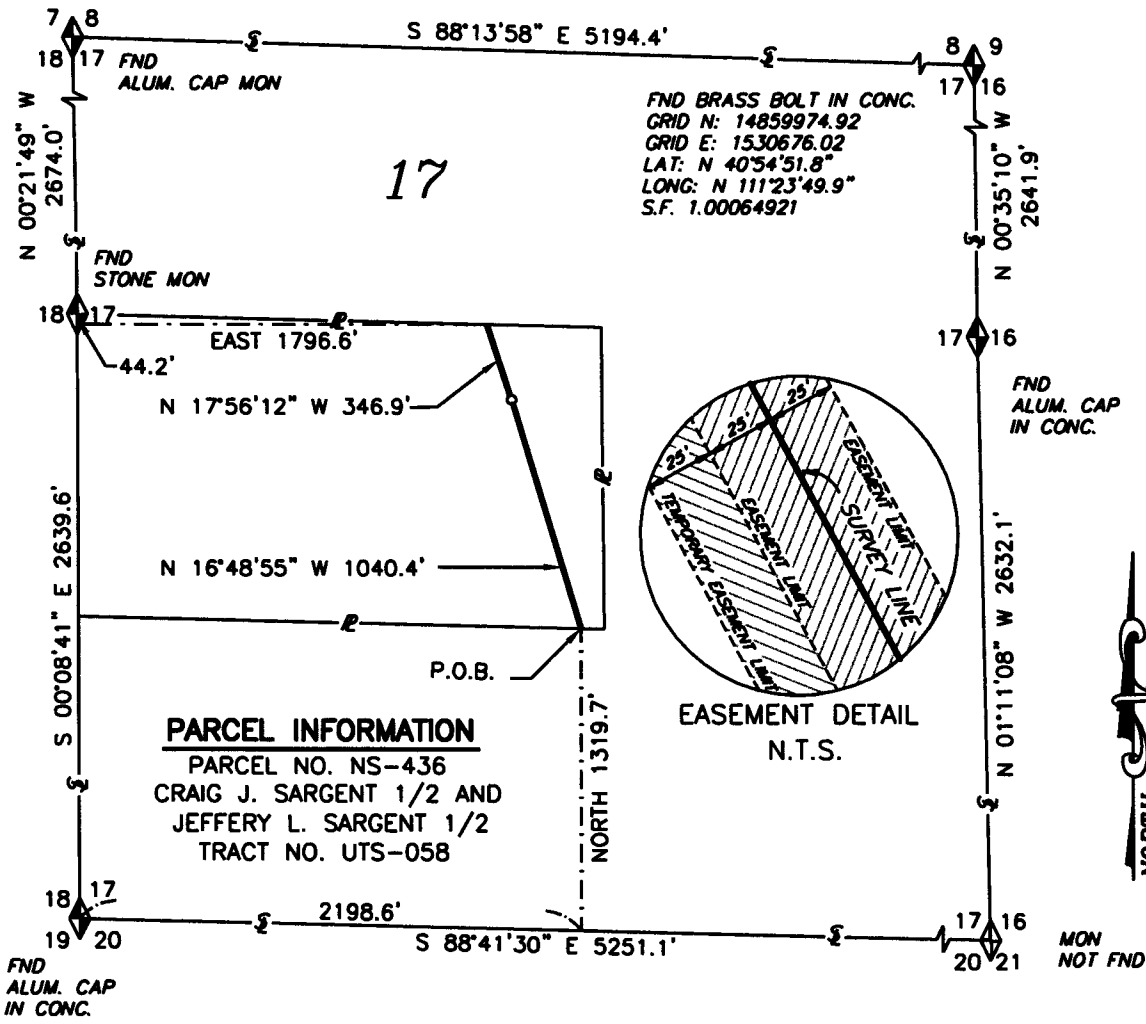 7 8
18 17
S 88°13'58" E 5194.4'
8 9
17 16
FND
ALUM. CAP MON
FND BRASS BOLT IN CONC.
GRID N: 14859974.92
GRID E: 1530676.02
LAT: N 40°54'51.8"
LONG: N 111°23'49.9"
S.F. 1.00064921
N 00°21'49" W
2674.0'
17
N 00°35'10" W
2641.9'
FND
STONE MON
18 17
EAST 1796.6'
44.2'
17 16
FND
ALUM. CAP
IN CONC.
N 17°56'12" W 346.9'
N 16°48'55" W 1040.4'
P.O.B.
25'
25'
25'
TEMPORARY EASEMENT LIMIT
EASEMENT LIMIT
SURVEY LINE
EASEMENT LIMIT
EASEMENT DETAIL
N.T.S.
S 00°08'41" E 2639.6'
N 01°11'08" W 2632.1'
NORTH
PARCEL INFORMATION
PARCEL NO. NS-436
CRAIG J. SARGENT 1/2 AND
JEFFERY L. SARGENT 1/2
TRACT NO. UTS-058
NORTH 1319.7'
18 17
19 20
2198.6'
S 88°41'30" E 5251.1'
17 16
20 21
MON
NOT FND
FND
ALUM. CAP
IN CONC.